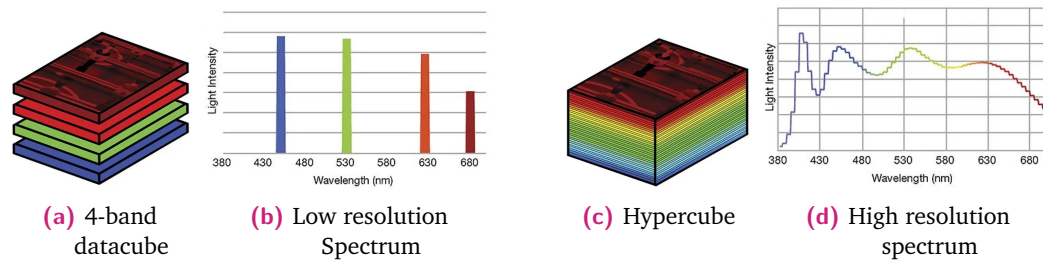 Light Intensity
380 430 480 530 580 630 680
Wavelength (nm)
Light Intensity
380 430 480 530 580 630 680
Wavelength (nm)
(a) 4-band
datacube
(b) Low resolution
Spectrum
(c) Hypercube
(d) High resolution
spectrum